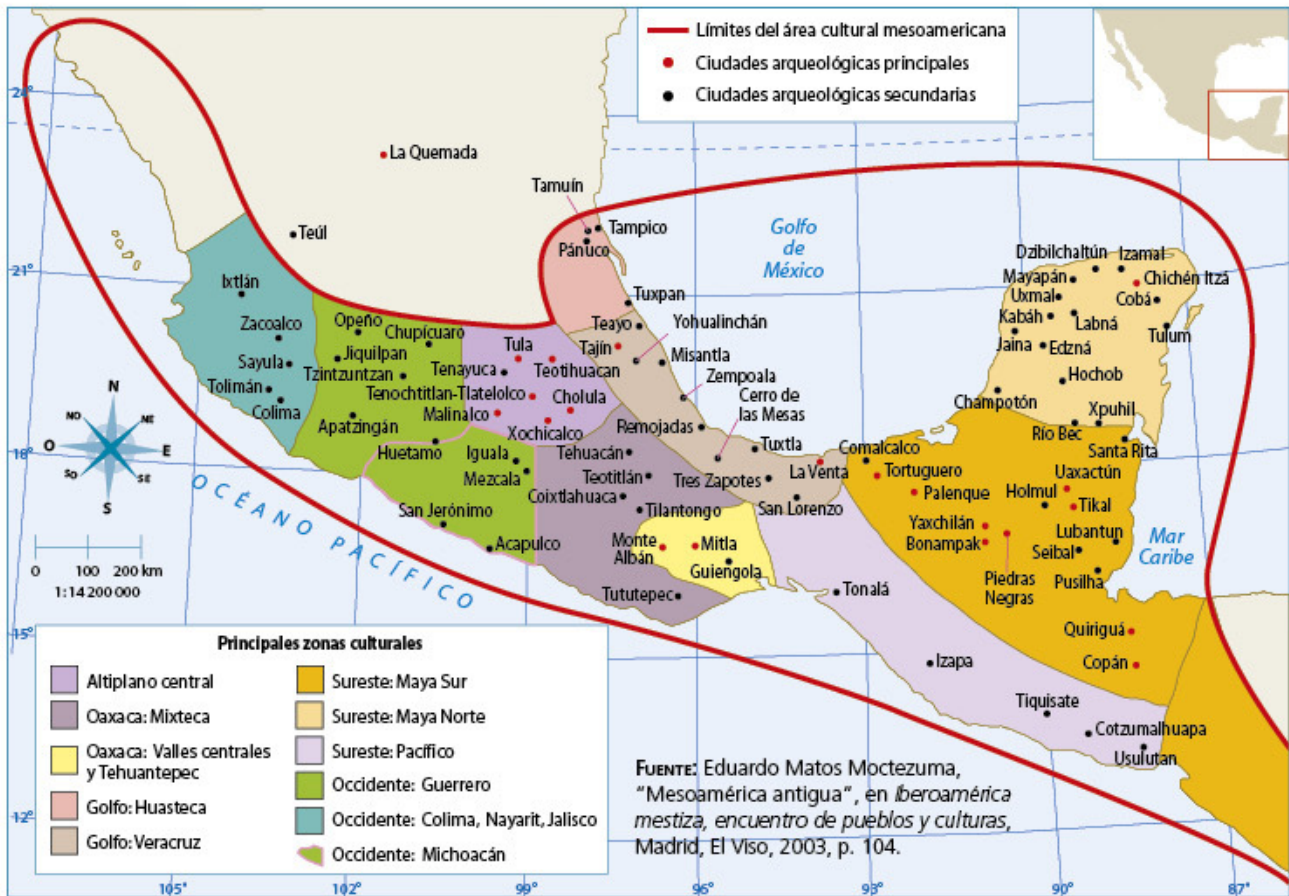 Límites del área cultural mesoamericana
Ciudades arqueológicas principales
Ciudades arqueológicas secundarias
24°
21°
18°
15°
12°
La Quemada
Teúl
Tamuín
Tampico
Pánuco
Golfo
de
México
Dzibilchaltún
Izamal
Mayapán
Chichén Itzá
Uxmal
Cobá
Kabáh
Labná
Tulum
Jaina
Edzná
Hochob
Champotón
Xpuhil
Río Bec
Santa Rita
Ixtlán
Zacoalco
Sayula
Tolimán
Colima
Opeño
Chupícuaro
Jiquilpan
Tzintzuntzan
Apatzingán
Tula
Tenayuca
Teotihuacan
Tenochtitlan-Tlatelolco
Cholula
Malinalco
Xochicalco
Tuxpan
Teayo
Yohualinchán
Tajín
Misantla
Zempoala
Cerro de
las Mesas
Remojadas
Tuxtla
Tres Zapotes
La Venta
San Lorenzo
Huetamo
Iguala
Mezcala
San Jerónimo
Acapulco
Tehuacán
Teotitlán
Coixtlahuaca
Tilantongo
Monte
Albán
Mitla
Guiengola
Tututepec
Comalcalco
Tortuguero
Palenque
Uaxactún
Holmul
Tikal
Yaxchilán
Bonampak
Lubantun
Seibal
Piedras
Negras
Pusilha
Mar
Caribe
Quiriguá
Copán
Tonalá
Izapa
Tiquisate
Cotzumalhuapa
Usulutan
N
NO
NE
O
E
SO
SE
S
OCÉANO PACÍFICO
0 100 200 km
1:14 200 000
Principales zonas culturales
Altiplano central
Oaxaca: Mixteca
Oaxaca: Valles centrales
y Tehuantepec
Golfo: Huasteca
Golfo: Veracruz
Sureste: Maya Sur
Sureste: Maya Norte
Sureste: Pacífico
Occidente: Guerrero
Occidente: Colima, Nayarit, Jalisco
Occidente: Michoacán
FUENTE: Eduardo Matos Moctezuma,
"Mesoamérica antigua", en Iberoamérica
mestiza, encuentro de pueblos y culturas,
Madrid, El Viso, 2003, p. 104.
105° 102° 99° 96° 93° 90° 87°